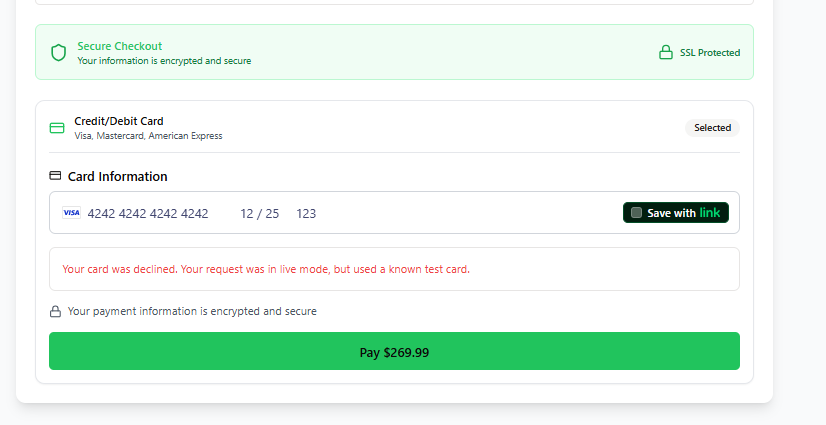 Secure Checkout
Your information is encrypted and secure
SSL Protected
Credit/Debit Card
Visa, Mastercard, American Express
Selected
Card Information
VISA 4242 4242 4242 4242 12 / 25 123
Save with link
Your card was declined. Your request was in live mode, but used a known test card.
Your payment information is encrypted and secure
Pay $269.99